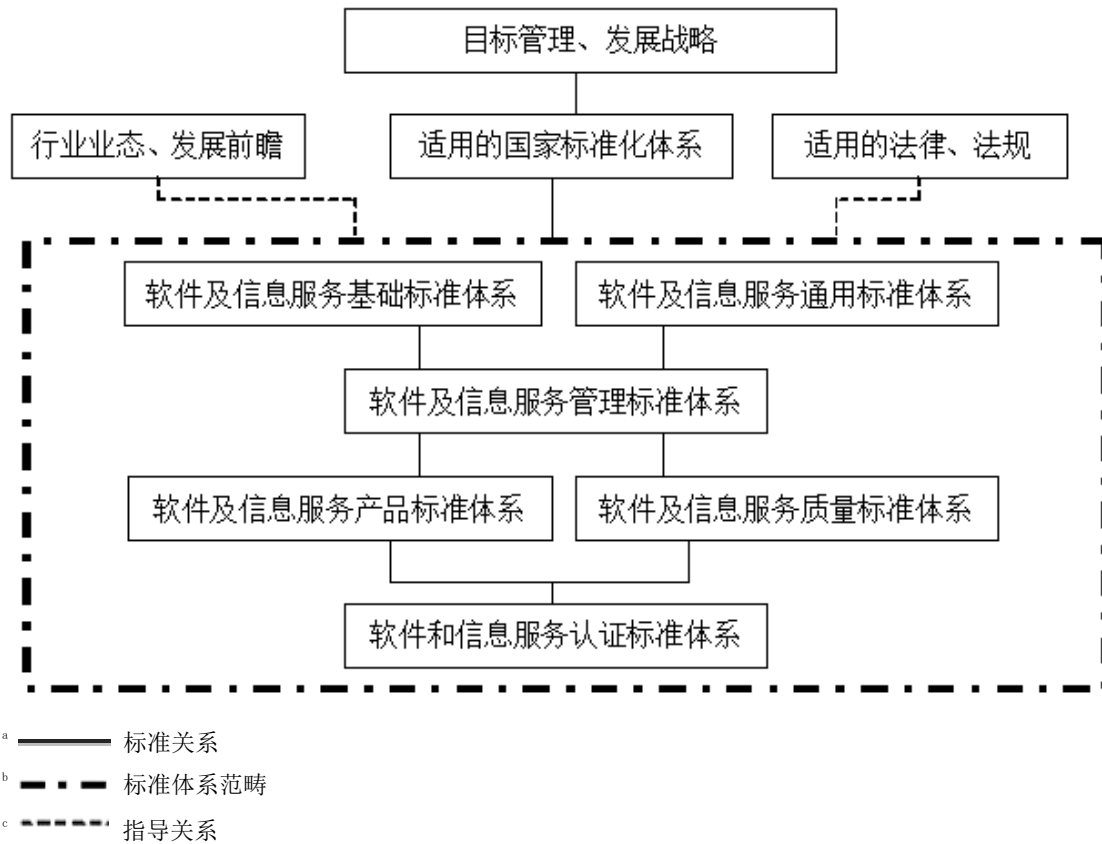 目标管理、发展战略
行业业态、发展前瞻
适用的国家标准化体系
适用的法律、法规
软件及信息服务基础标准体系
软件及信息服务通用标准体系
软件及信息服务管理标准体系
软件及信息服务产品标准体系
软件及信息服务质量标准体系
软件和信息服务认证标准体系
a 标准关系
b 标准体系范畴
c 指导关系